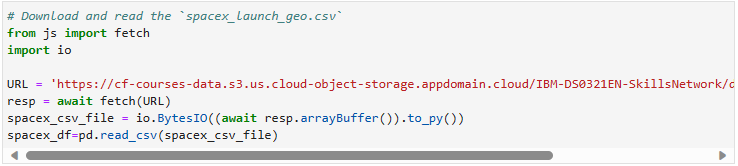 # Download and read the `spacex_launch_geo.csv`
from js import fetch
import io
URL = 'https://cf-courses-data.s3.us.cloud-object-storage.appdomain.cloud/IBM-DS0321EN-SkillsNetwork/
resp = await fetch(URL)
spacex_csv_file = io.BytesIO((await resp.arrayBuffer()).to_py())
spacex_df=pd.read_csv(spacex_csv_file)